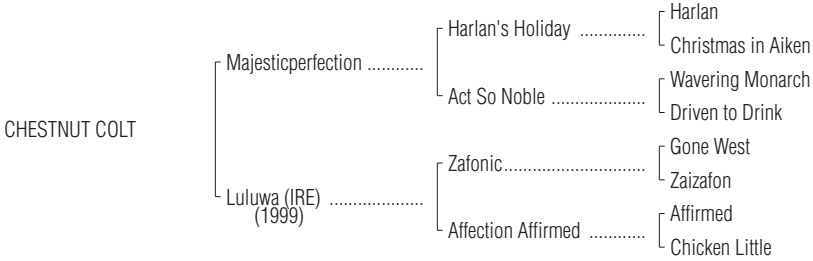 Harlan
Harlan's Holiday ..............
Christmas in Aiken
Majesticperfection ............
Wavering Monarch
Act So Noble ....................
Driven to Drink
CHESTNUT COLT
Gone West
Zafonic..............................
Zaizafon
Luluwa (IRE) ....................
(1999)
Affirmed
Affection Affirmed ............
Chicken Little